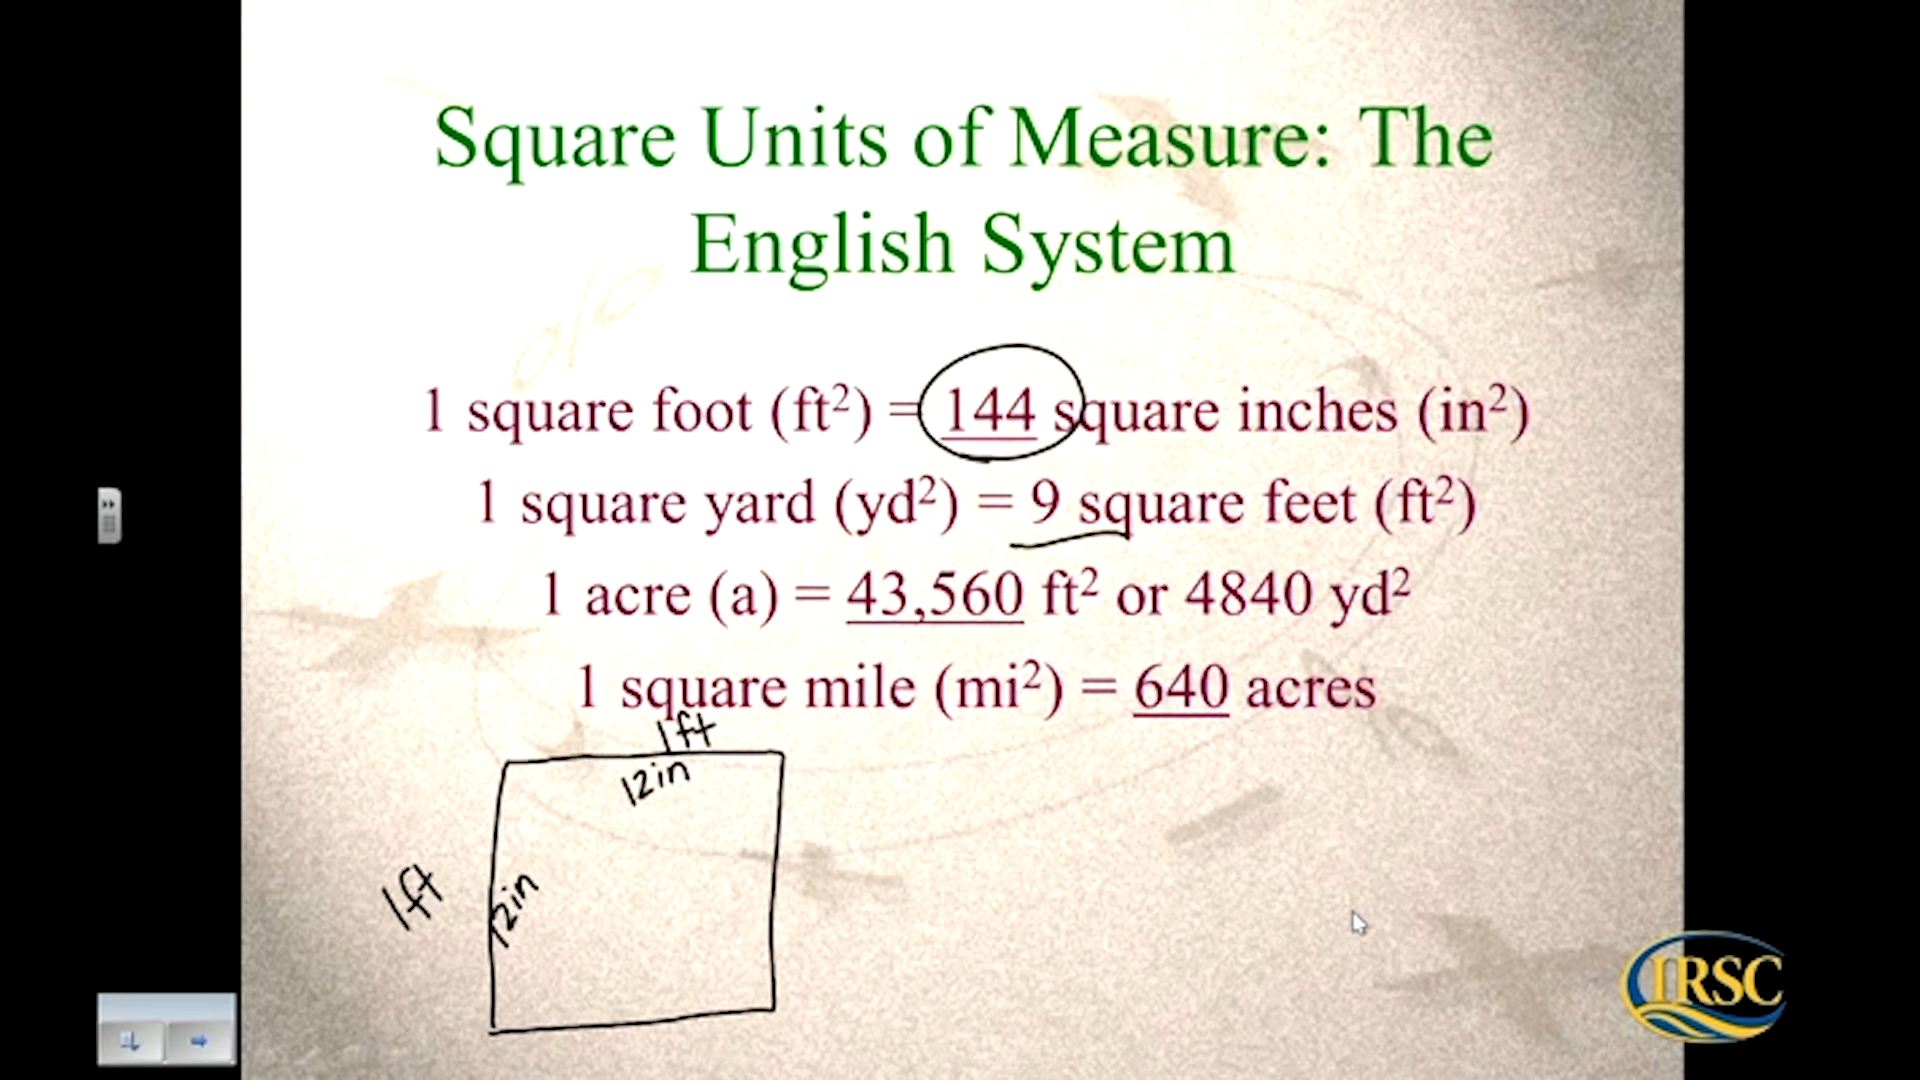 Square Units of Measure: The
English System
1 square foot (ft²) = 144 square inches (in²)
1 square yard (yd²) = 9 square feet (ft²)
1 acre (a) = 43,560 ft² or 4840 yd²
1 square mile (mi²) = 640 acres
1ft
12in
1ft
12in
IRSC